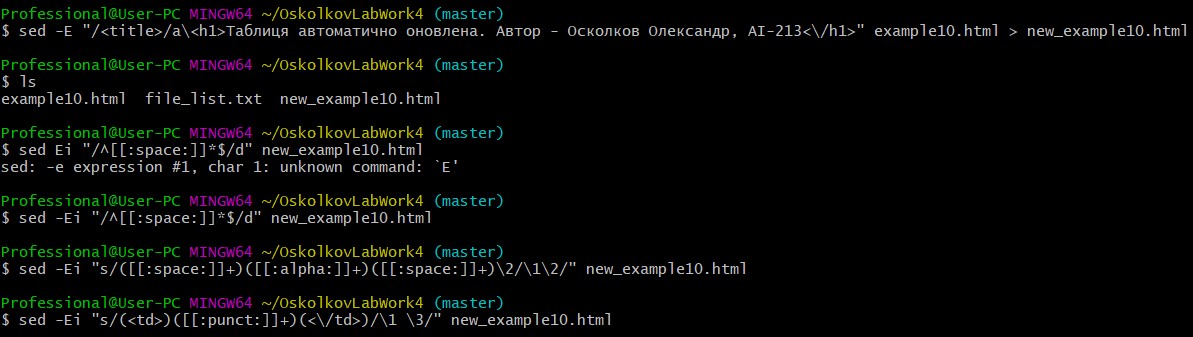 Professional@User-PC MINGW64 ~/OskolkovLabWork4 (master)
$ sed -E "/<title>/a\<h1>Таблиця автоматично оновлена. Автор - Осколков Олександр, АІ-213<\/h1>" example10.html > new_example10.html
Professional@User-PC MINGW64 ~/OskolkovLabWork4 (master)
$ ls
example10.html  file_list.txt  new_example10.html
Professional@User-PC MINGW64 ~/OskolkovLabWork4 (master)
$ sed Ei "/^[[:space:]]*$/d" new_example10.html
sed: -e expression #1, char 1: unknown command: `E'
Professional@User-PC MINGW64 ~/OskolkovLabWork4 (master)
$ sed -Ei "/^[[:space:]]*$/d" new_example10.html
Professional@User-PC MINGW64 ~/OskolkovLabWork4 (master)
$ sed -Ei "s/([[:space:]]+)([[:alpha:]]+)([[:space:]]+)\2/\1\2/" new_example10.html
Professional@User-PC MINGW64 ~/OskolkovLabWork4 (master)
$ sed -Ei "s/(<td>)([[:punct:]]+)(<\/td>)/\1 \3/" new_example10.html